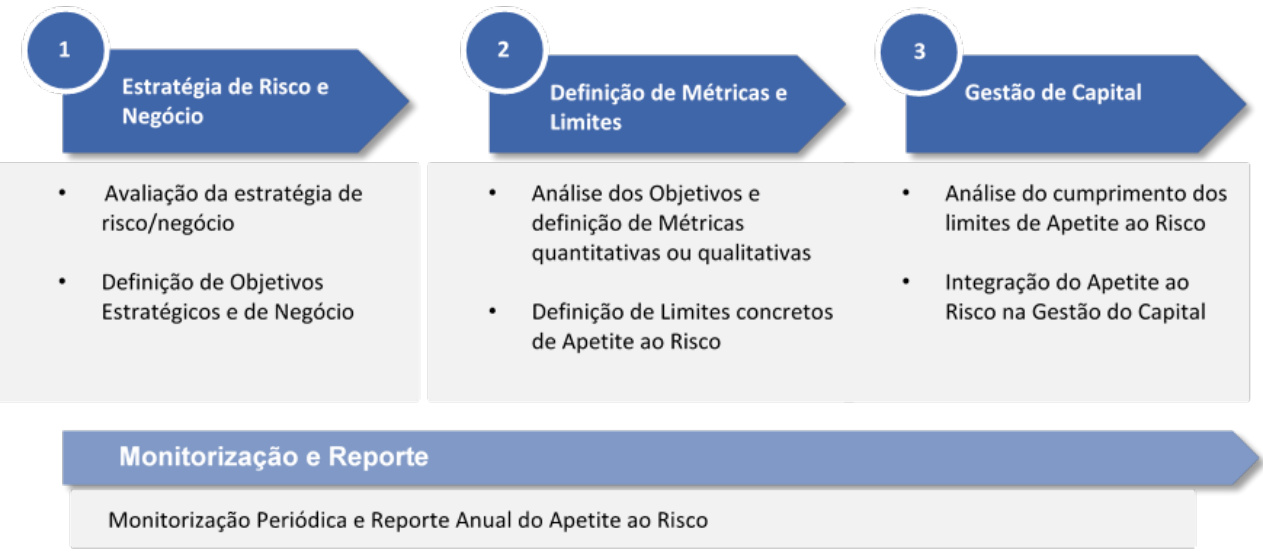 1
Estratégia de Risco e
Negócio
• Avaliação da estratégia de
risco/negócio
• Definição de Objetivos
Estratégicos e de Negócio
2
Definição de Métricas e
Limites
• Análise dos Objetivos e
definição de Métricas
quantitativas ou qualitativas
• Definição de Limites concretos
de Apetite ao Risco
3
Gestão de Capital
• Análise do cumprimento dos
limites de Apetite ao Risco
• Integração do Apetite ao
Risco na Gestão do Capital
Monitorização e Reporte
Monitorização Periódica e Reporte Anual do Apetite ao Risco